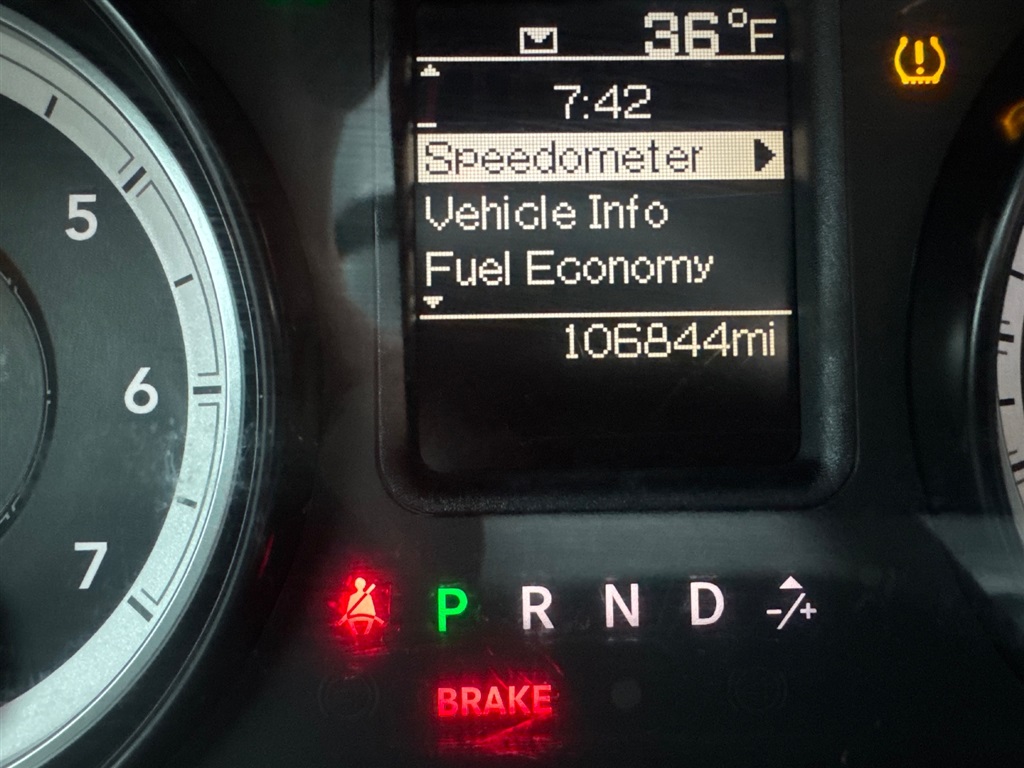 36°F
7:42
Speedometer
Vehicle Info
Fuel Economy
106844mi
5
6
7
P R N D -/+
BRAKE